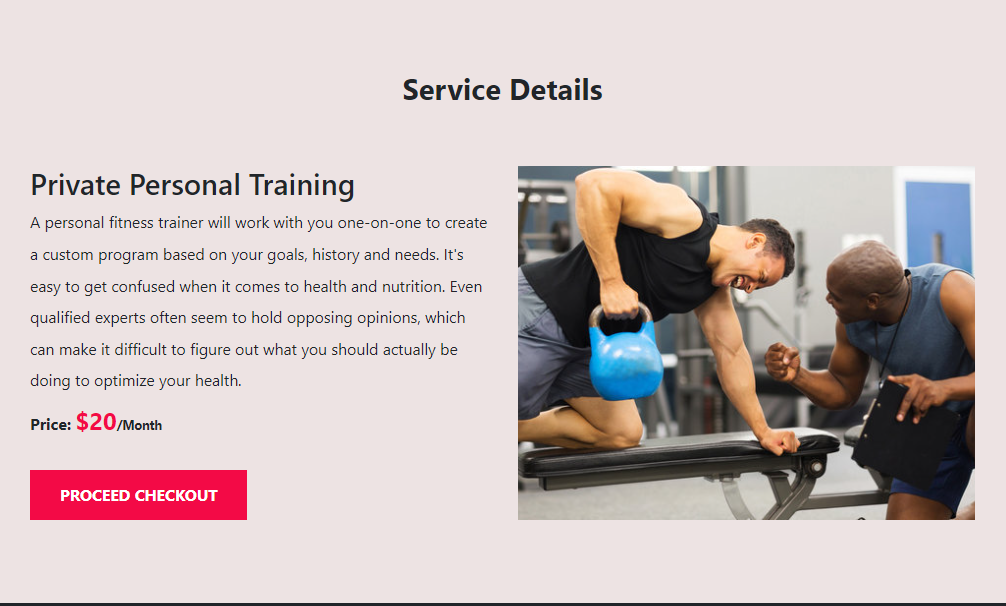 Service Details
Private Personal Training
A personal fitness trainer will work with you one-on-one to create
a custom program based on your goals, history and needs. It's
easy to get confused when it comes to health and nutrition. Even
qualified experts often seem to hold opposing opinions, which
can make it difficult to figure out what you should actually be
doing to optimize your health.
Price: $20/Month
PROCEED CHECKOUT